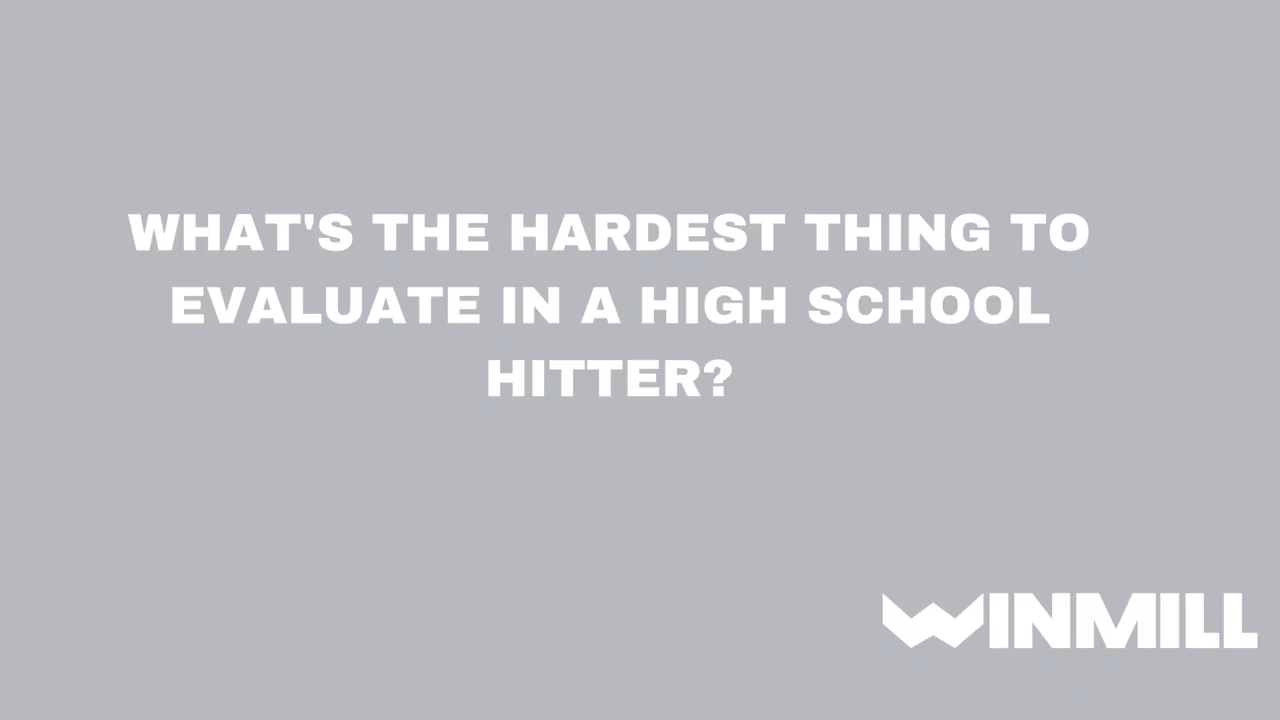 WHAT'S THE HARDEST THING TO
EVALUATE IN A HIGH SCHOOL
HITTER?
WINMILL